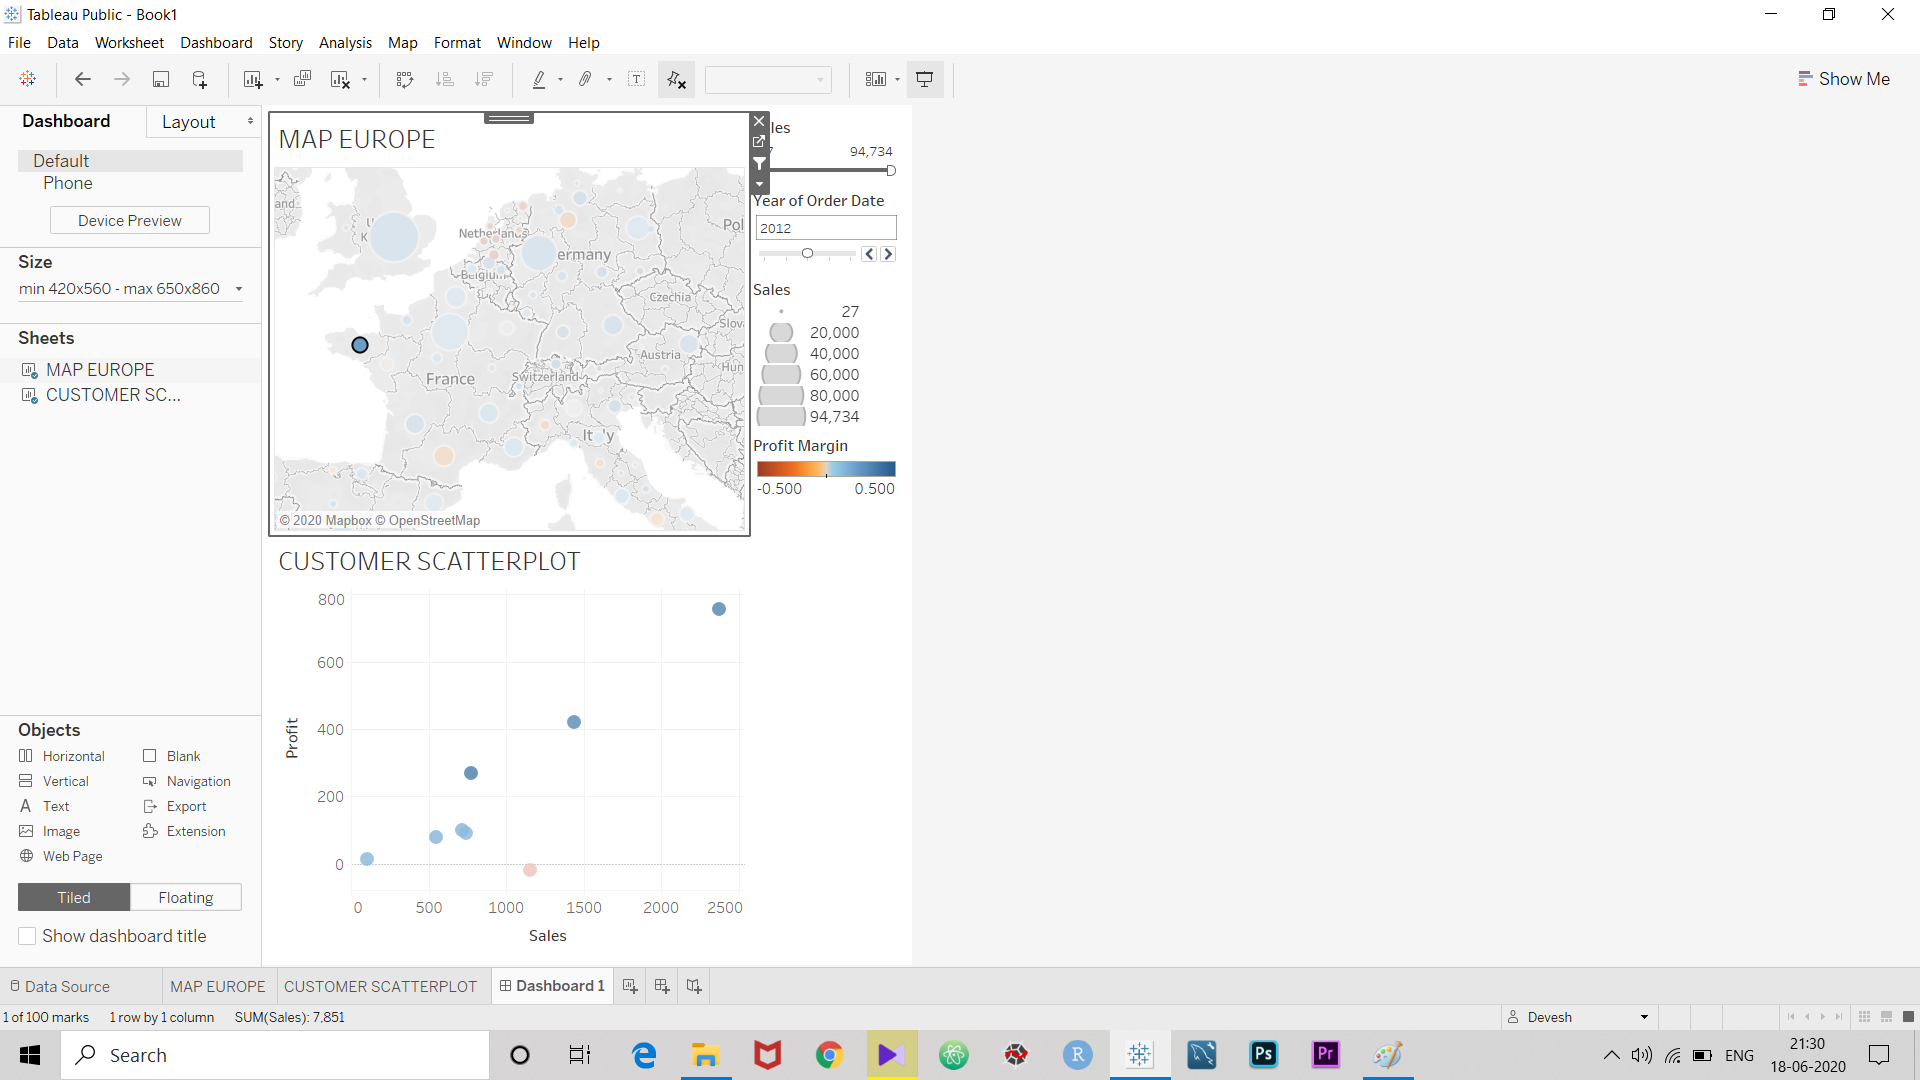 Tableau Public - Book1
File Data Worksheet Dashboard Story Analysis Map Format Window Help
Show Me
Dashboard Layout
Default
Phone
Device Preview
Size
min 420x560 - max 650x860
Sheets
MAP EUROPE
CUSTOMER SC...
Objects
Horizontal Blank
Vertical Navigation
Text Export
Image Extension
Web Page
Tiled Floating
Show dashboard title
MAP EUROPE
Netherlands
Belgium
ermany
Pol
Czechia
Slov
Austria
Hun
France
Switzerland
It ly
© 2020 Mapbox © OpenStreetMap
les
94,734
Year of Order Date
2012
Sales
27
20,000
40,000
60,000
80,000
94,734
Profit Margin
-0.500 0.500
CUSTOMER SCATTERPLOT
800
600
400
200
0
Profit
0 500 1000 1500 2000 2500
Sales
Data Source MAP EUROPE CUSTOMER SCATTERPLOT Dashboard 1
1 of 100 marks 1 row by 1 column SUM(Sales): 7,851 Devesh
Search
R
Ps
Pr
ENG
21:30
18-06-2020